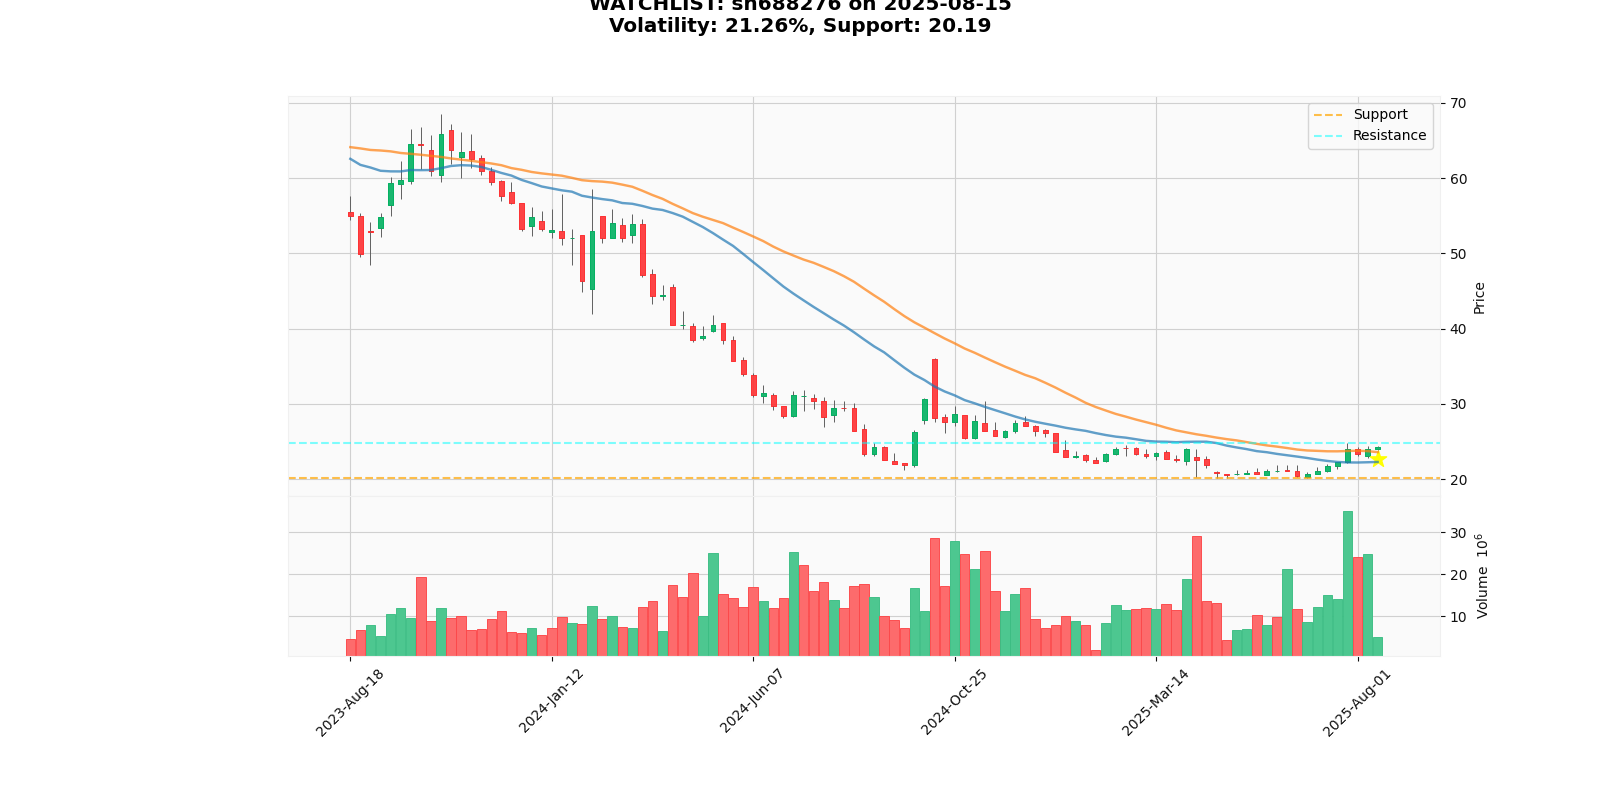 WATCHLIST: sh688276 on 2025-08-15
Volatility: 21.26%, Support: 20.19
Support
Resistance
70
60
50
40
30
20
Price
30
20
10
Volume 10^6
2023-Aug-18
2024-Jan-12
2024-Jun-07
2024-Oct-25
2025-Mar-14
2025-Aug-01